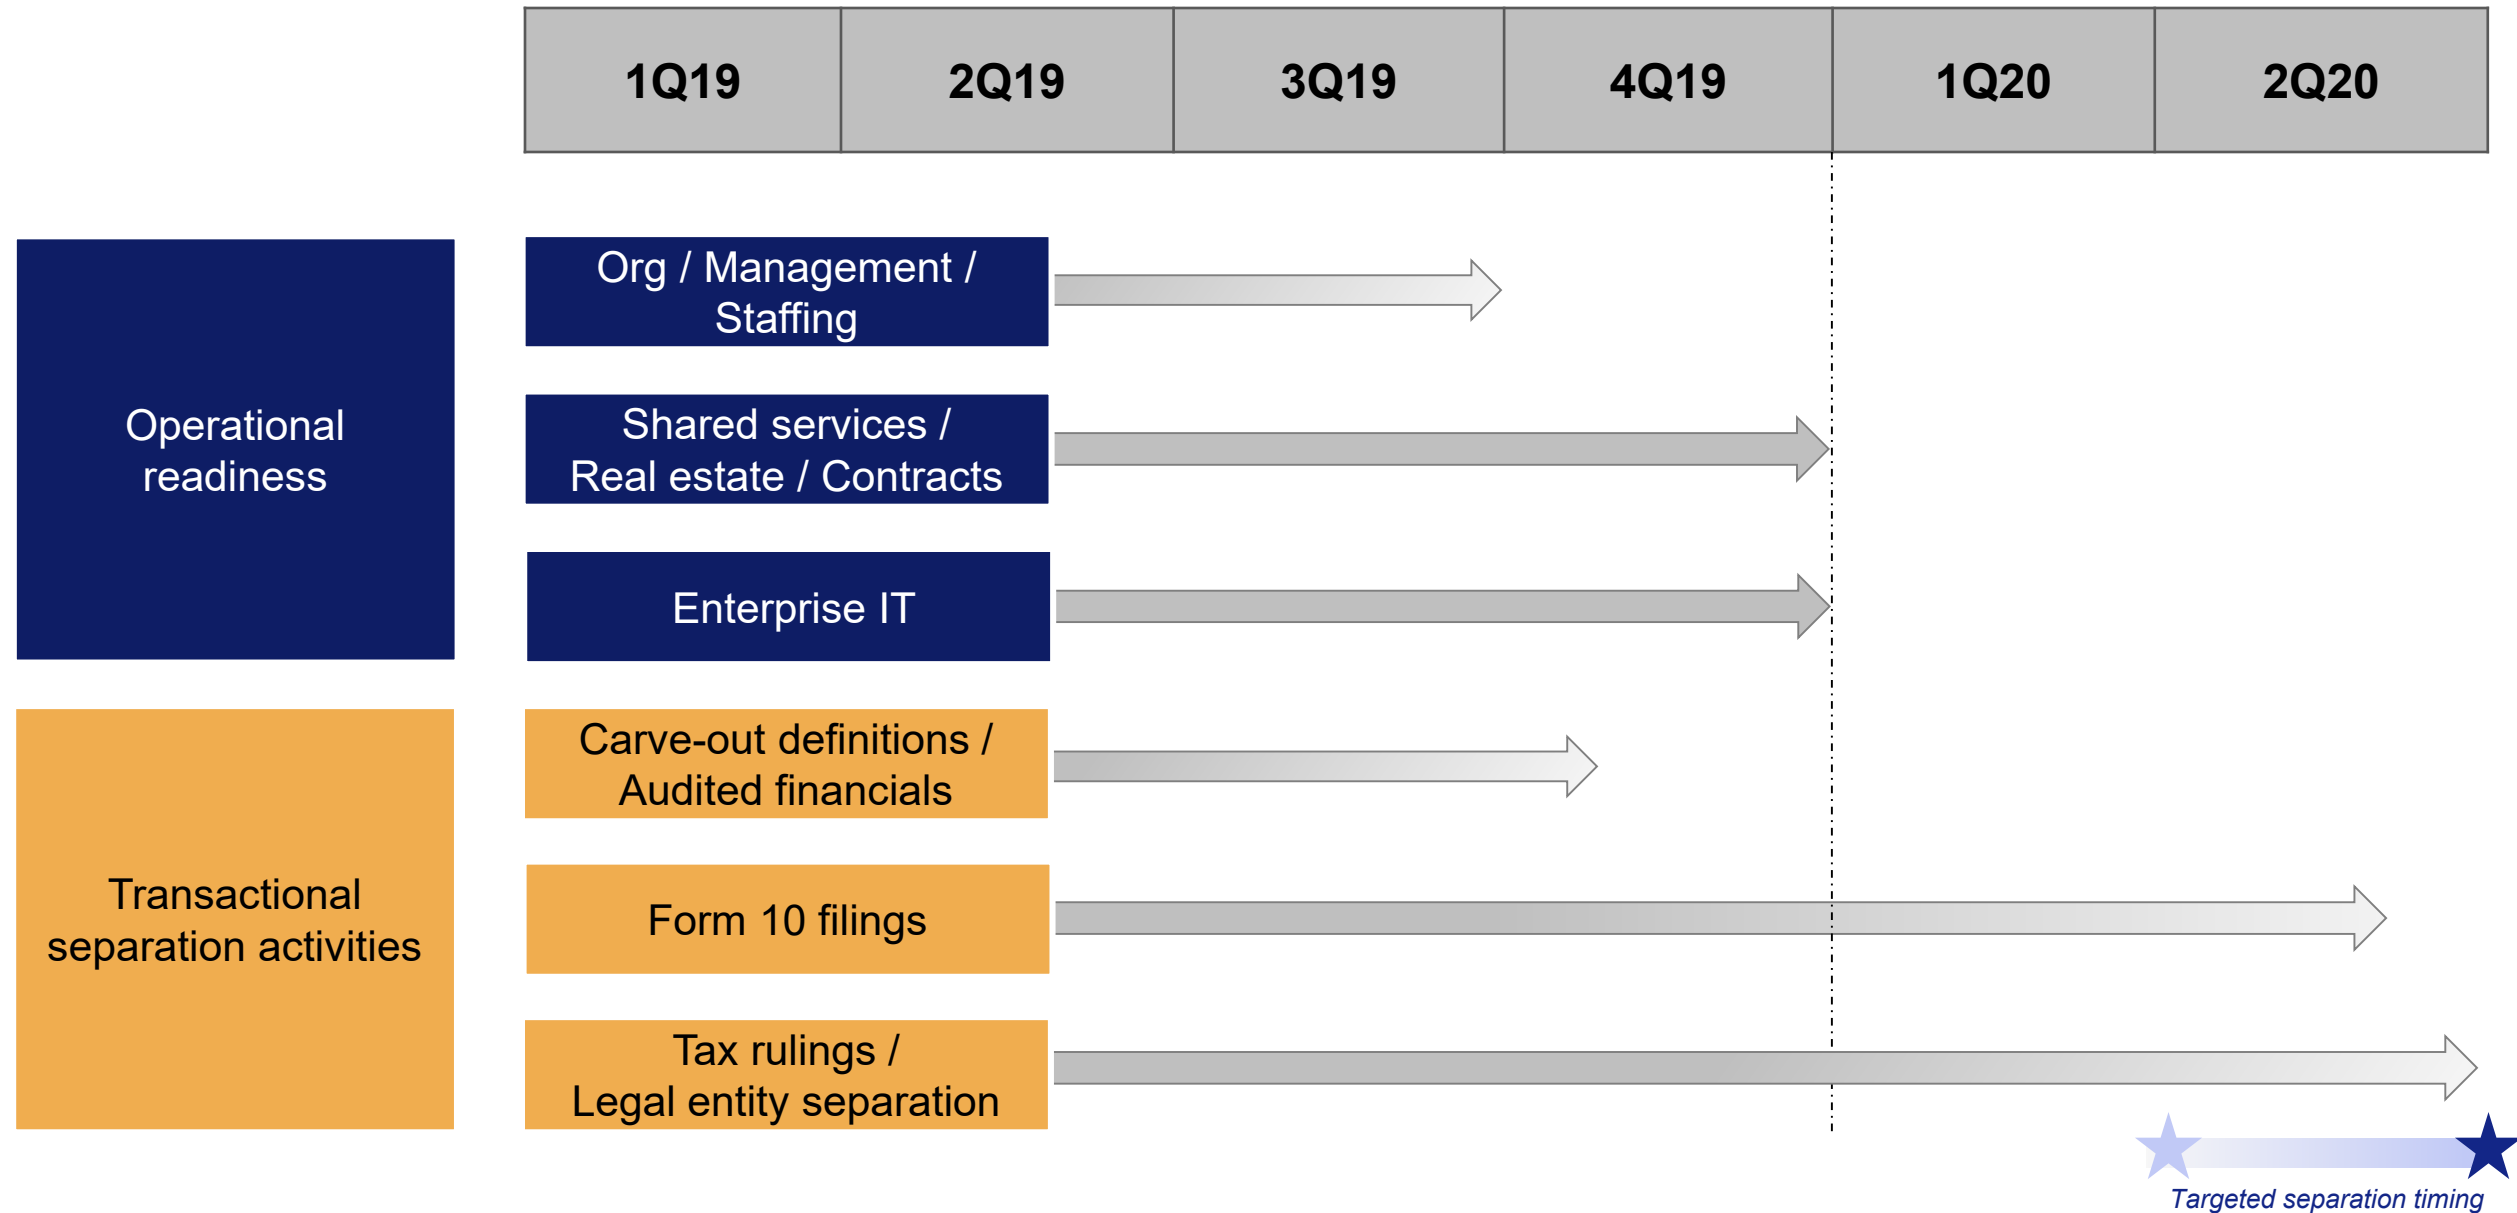 1Q19 2Q19 3Q19 4Q19 1Q20 2Q20
Operational
readiness
Org / Management /
Staffing
Shared services /
Real estate / Contracts
Enterprise IT
Transactional
separation activities
Carve-out definitions /
Audited financials
Form 10 filings
Tax rulings /
Legal entity separation
Targeted separation timing